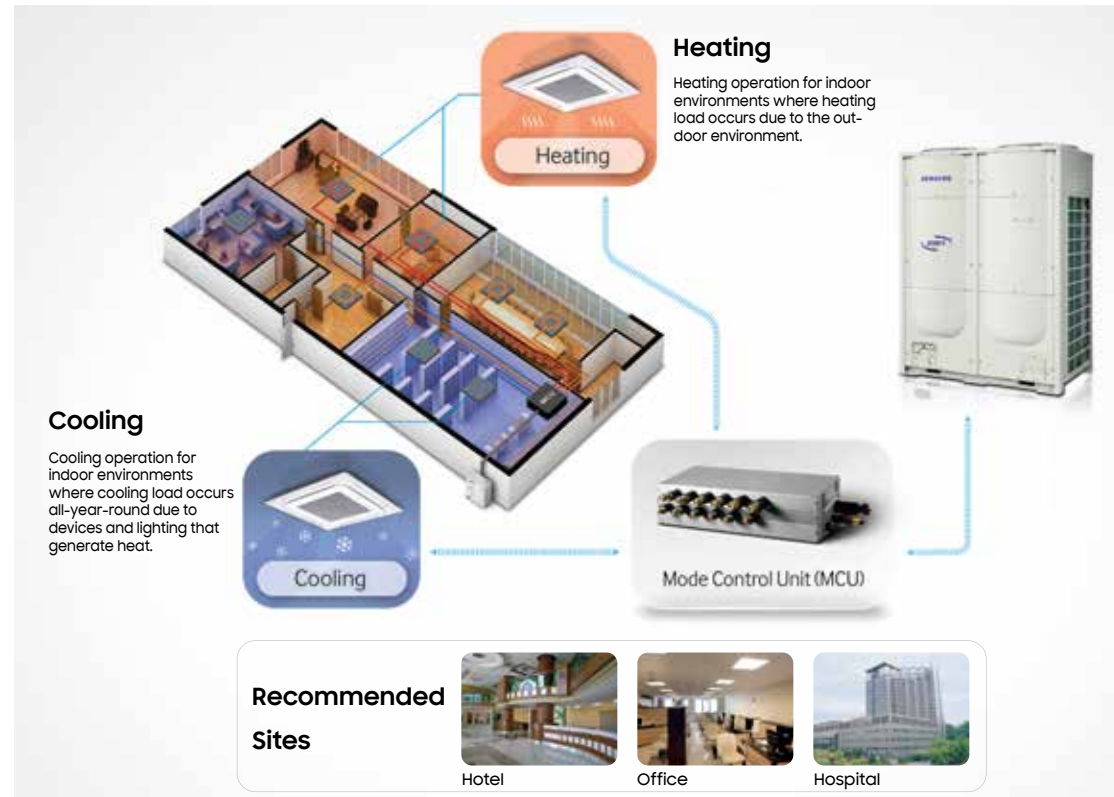 Heating
Heating operation for indoor
environments where heating
load occurs due to the out-
door environment.
Heating
SAMSUNG
Cooling
Cooling operation for
indoor environments
where cooling load occurs
all-year-round due to
devices and lighting that
generate heat.
Cooling
Mode Control Unit (MCU)
Recommended
Sites
Hotel
Office
Hospital